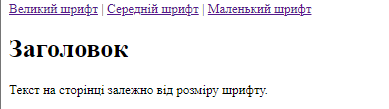 Великий шрифт | Середній шрифт | Маленький шрифт
Заголовок
Текст на сторінці залежно від розміру шрифту.